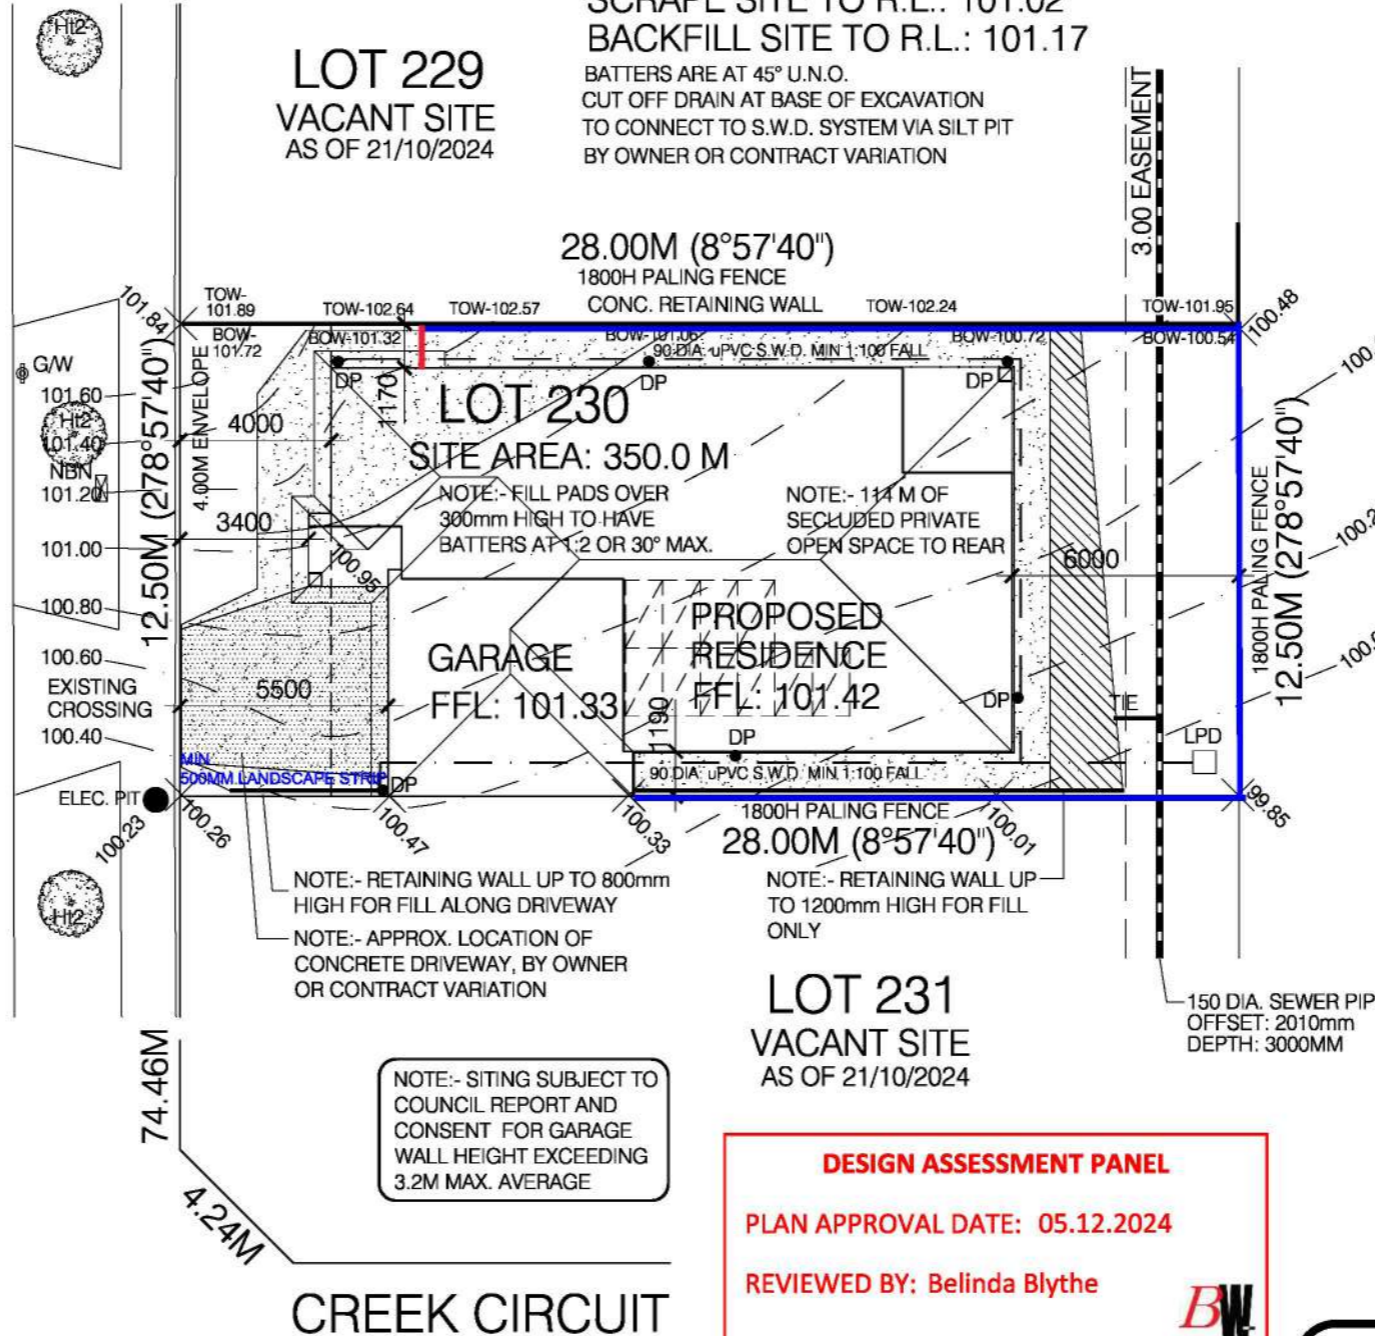 SCRAPE SITE TO R.L.: 101.02
BACKFILL SITE TO R.L.: 101.17
BATTERS ARE AT 45° U.N.O.
CUT OFF DRAIN AT BASE OF EXCAVATION
TO CONNECT TO S.W.D. SYSTEM VIA SILT PIT
BY OWNER OR CONTRACT VARIATION
Ht2
LOT 229
VACANT SITE
AS OF 21/10/2024
3.00 EASEMENT
28.00M (8°57'40")
1800H PALING FENCE
CONC. RETAINING WALL
101.84
TOW-
101.89
TOW-102.64
TOW-102.57
TOW-102.24
TOW-101.95
100.48
BOW-
101.72
BOW-101.32
BOW-101.06
BOW-100.72
BOW-100.54
90 DIA. uPVC S.W.D. MIN 1:100 FALL
G/W
101.60
Ht2
101.40
NBN
101.20
101.00
100.80
100.60
EXISTING
CROSSING
100.40
12.50M (278°57'40")
4.00M ENVELOPE
DP
DP
DP
1170
4000
3400
LOT 230
SITE AREA: 350.0 M
NOTE:- FILL PADS OVER
300mm HIGH TO HAVE
BATTERS AT 1:2 OR 30° MAX.
NOTE:- 114 M OF
SECLUDED PRIVATE
OPEN SPACE TO REAR
100.95
6000
100.2
1800H PALING FENCE
12.50M (278°57'40")
GARAGE
FFL: 101.33
PROPOSED
RESIDENCE
FFL: 101.42
5500
1190
DP
DP
TIE
LPD
MIN
500MM LANDSCAPE STRIP
DP
90 DIA. uPVC S.W.D. MIN 1:100 FALL
ELEC. PIT
100.23
100.26
100.47
100.33
1800H PALING FENCE
28.00M (8°57'40")
100.01
99.85
Ht2
NOTE:- RETAINING WALL UP TO 800mm
HIGH FOR FILL ALONG DRIVEWAY
NOTE:- APPROX. LOCATION OF
CONCRETE DRIVEWAY, BY OWNER
OR CONTRACT VARIATION
NOTE:- RETAINING WALL UP
TO 1200mm HIGH FOR FILL
ONLY
LOT 231
VACANT SITE
AS OF 21/10/2024
150 DIA. SEWER PIP
OFFSET: 2010mm
DEPTH: 3000MM
74.46M
4.24M
NOTE:- SITING SUBJECT TO
COUNCIL REPORT AND
CONSENT FOR GARAGE
WALL HEIGHT EXCEEDING
3.2M MAX. AVERAGE
CREEK CIRCUIT
DESIGN ASSESSMENT PANEL
PLAN APPROVAL DATE: 05.12.2024
REVIEWED BY: Belinda Blythe
BW